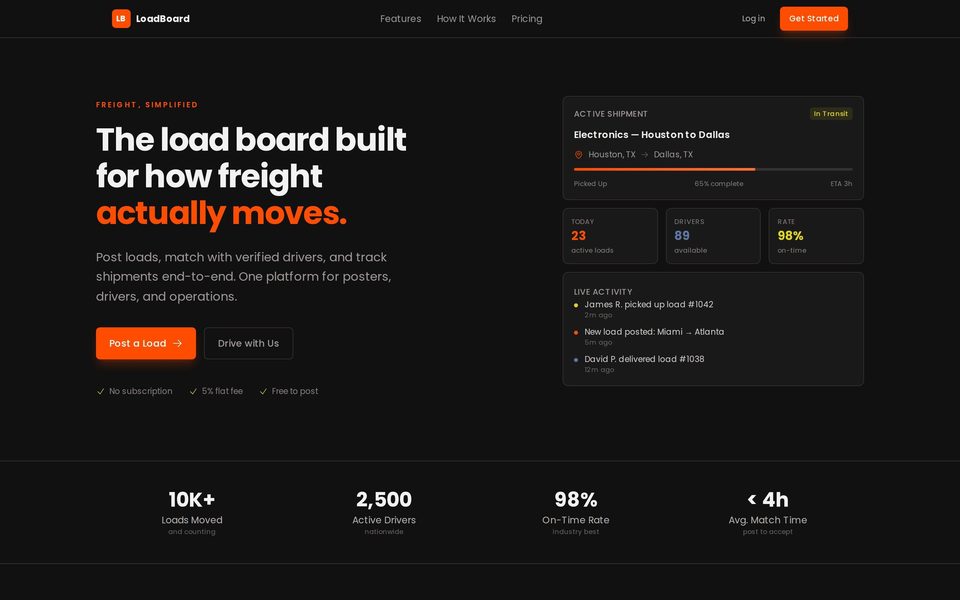 LB LoadBoard
Features How It Works Pricing
Log in Get Started
FREIGHT, SIMPLIFIED
The load board built
for how freight
actually moves.
Post loads, match with verified drivers, and track
shipments end-to-end. One platform for posters,
drivers, and operations.
Post a Load →
Drive with Us
✓ No subscription ✓ 5% flat fee ✓ Free to post
ACTIVE SHIPMENT In Transit
Electronics — Houston to Dallas
Houston, TX → Dallas, TX
Picked Up 65% complete ETA 3h
TODAY
23
active loads
DRIVERS
89
available
RATE
98%
on-time
LIVE ACTIVITY
James R. picked up load #1042
2m ago
New load posted: Miami → Atlanta
5m ago
David P. delivered load #1038
12m ago
10K+
Loads Moved
and counting
2,500
Active Drivers
nationwide
98%
On-Time Rate
industry best
< 4h
Avg. Match Time
post to accept